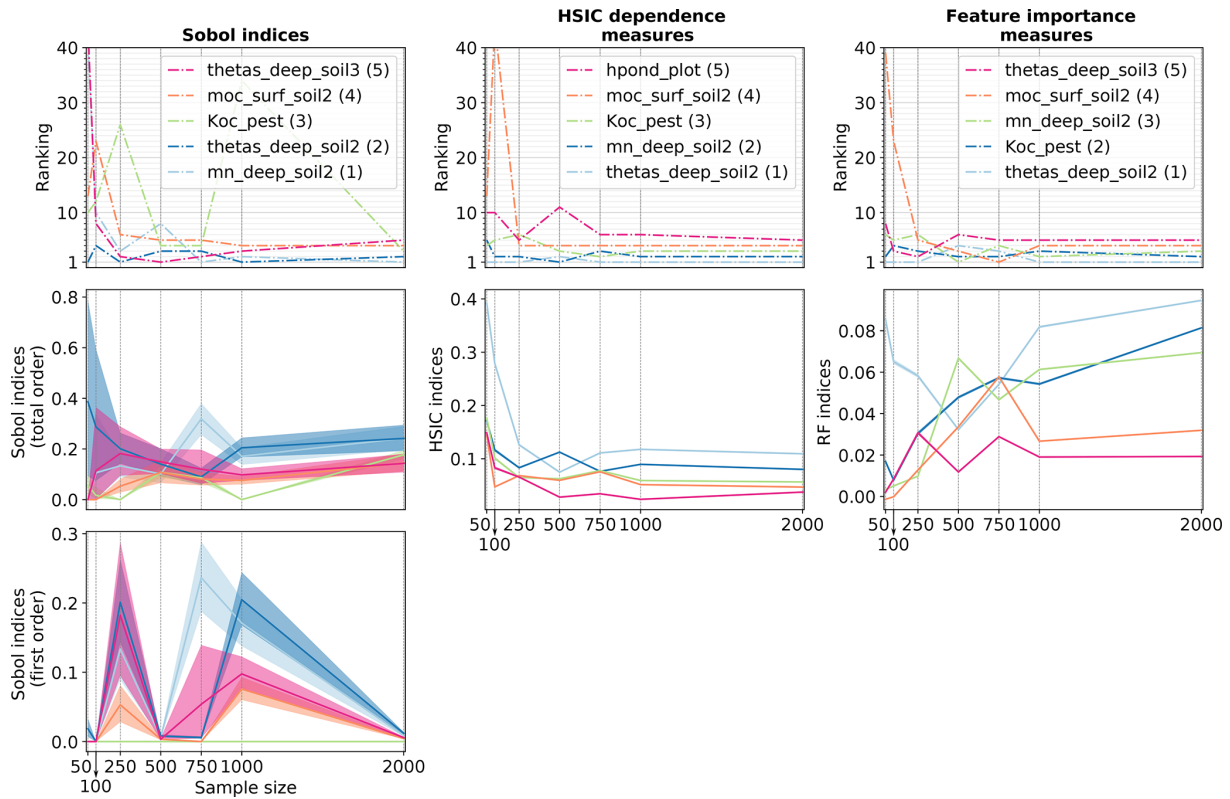 Sobol indices
HSIC dependence
measures
Feature importance
measures
Ranking
40
30
20
10
1
thetas_deep_soil3 (5)
moc_surf_soil2 (4)
Koc_pest (3)
thetas_deep_soil2 (2)
mn_deep_soil2 (1)
Ranking
40
30
20
10
1
hpond_plot (5)
moc_surf_soil2 (4)
Koc_pest (3)
mn_deep_soil2 (2)
thetas_deep_soil2 (1)
Ranking
40
30
20
10
1
thetas_deep_soil3 (5)
moc_surf_soil2 (4)
mn_deep_soil2 (3)
Koc_pest (2)
thetas_deep_soil2 (1)
Sobol indices
(total order)
0.8
0.6
0.4
0.2
0.0
HSIC indices
0.4
0.3
0.2
0.1
50 250 500 750 1000 2000
100
RF indices
0.08
0.06
0.04
0.02
0.00
50 250 500 750 1000 2000
100
Sobol indices
(first order)
0.3
0.2
0.1
0.0
50 250 500 750 1000 2000
100
Sample size